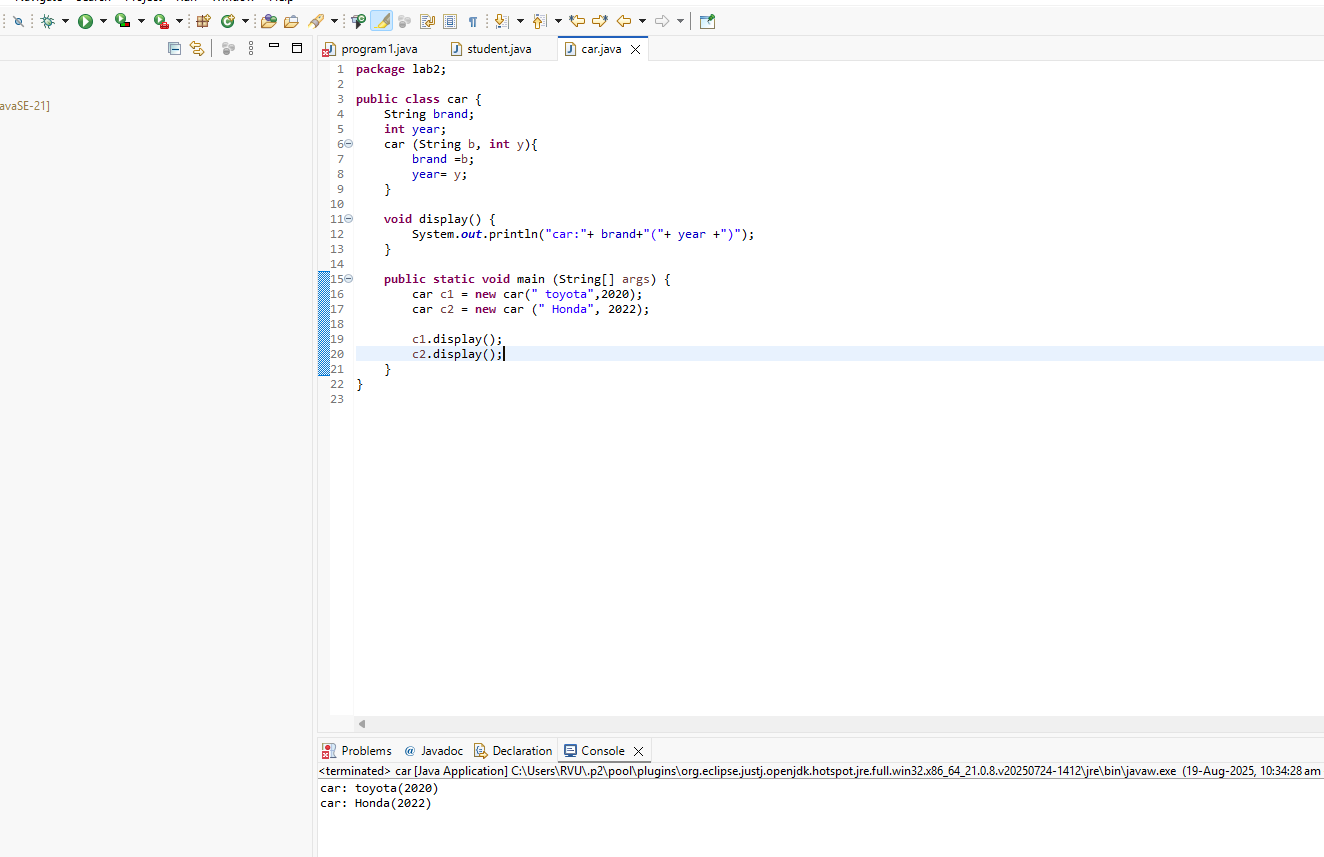 Navigate Search Project Run Window Help
program1.java student.java car.java
avaSE-21]
1 package lab2;
2
3 public class car {
4 String brand;
5 int year;
6 car (String b, int y){
7 brand =b;
8 year= y;
9 }
10
11 void display() {
12 System.out.println("car:"+ brand+"("+ year +")");
13 }
14
15 public static void main (String[] args) {
16 car c1 = new car(" toyota",2020);
17 car c2 = new car (" Honda", 2022);
18
19 c1.display();
20 c2.display();
21 }
22 }
23
Problems @ Javadoc Declaration Console
<terminated> car [Java Application] C:\Users\RVU\.p2\pool\plugins\org.eclipse.justj.openjdk.hotspot.jre.full.win32.x86_64_21.0.8.v20250724-1412\jre\bin\javaw.exe (19-Aug-2025, 10:34:28 am
car: toyota(2020)
car: Honda(2022)